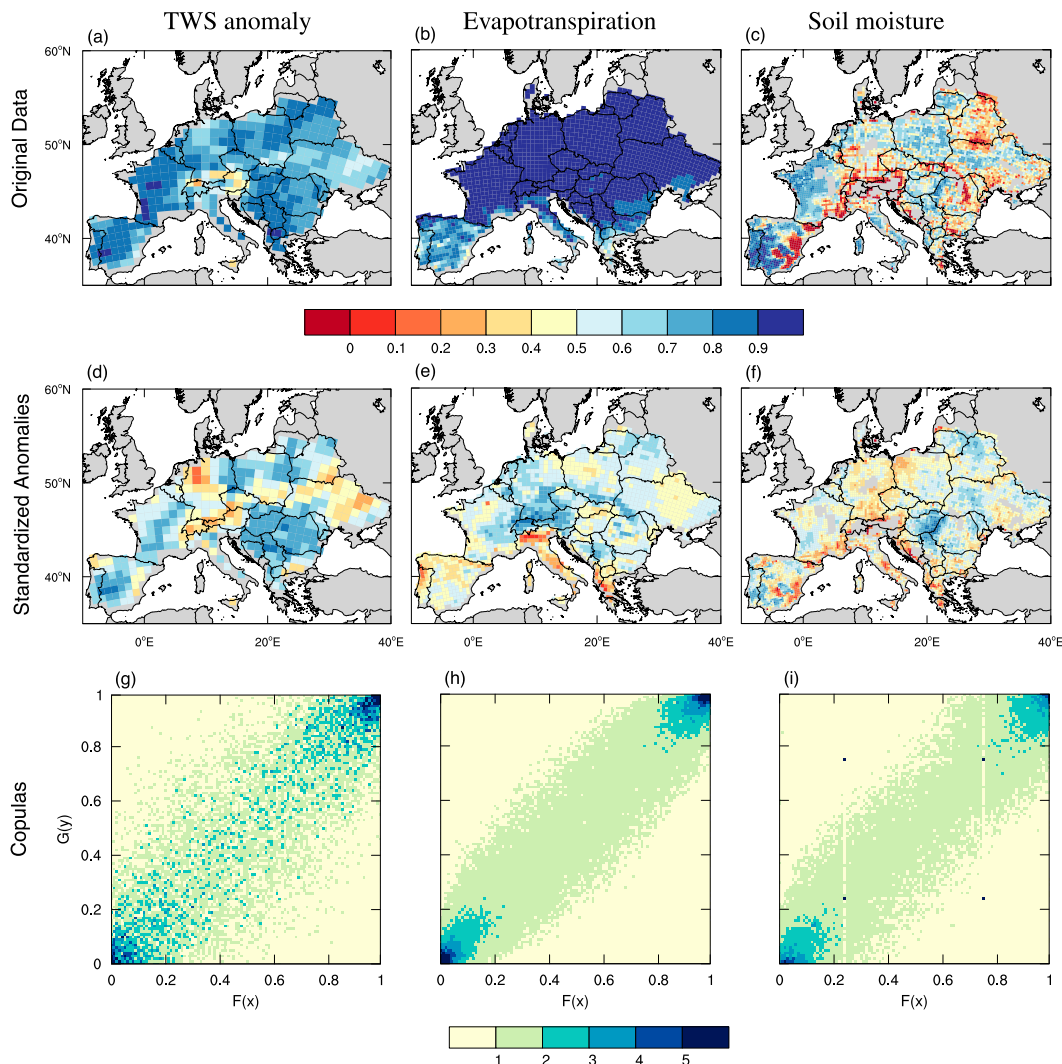 TWS anomaly Evapotranspiration Soil moisture
(a) (b) (c)
60°N
50°N
40°N
Original Data
0 0.1 0.2 0.3 0.4 0.5 0.6 0.7 0.8 0.9
(d) (e) (f)
60°N
50°N
40°N
Standardized Anomalies
0°E 20°E 40°E 0°E 20°E 40°E 0°E 20°E 40°E
(g) (h) (i)
1
0.8
0.6
0.4
0.2
0
G(y)
Copulas
0 0.2 0.4 0.6 0.8 1 0 0.2 0.4 0.6 0.8 1 0 0.2 0.4 0.6 0.8 1
F(x) F(x) F(x)
1 2 3 4 5